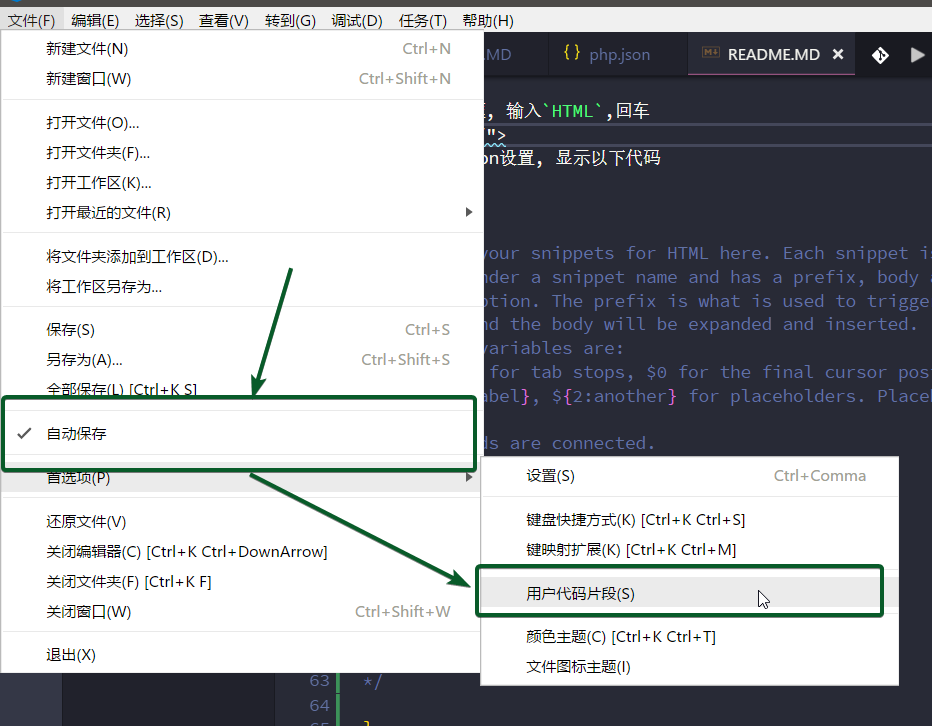 文件(F) 编辑(E) 选择(S) 查看(V) 转到(G) 调试(D) 任务(T) 帮助(H)
.MD {} php.json README.MD ×
新建文件(N) Ctrl+N
新建窗口(W) Ctrl+Shift+N
打开文件(O)...
打开文件夹(F)...
打开工作区(K)...
打开最近的文件(R)
将文件夹添加到工作区(D)...
将工作区另存为...
保存(S) Ctrl+S
另存为(A)... Ctrl+Shift+S
全部保存(L) [Ctrl+K S]
自动保存
首选项(P)
还原文件(V)
关闭编辑器(C) [Ctrl+K Ctrl+DownArrow]
关闭文件夹(F) [Ctrl+K F]
关闭窗口(W) Ctrl+Shift+W
退出(X)
, 输入`HTML`,回车
">
on设置, 显示以下代码
your snippets for HTML here. Each snippet i
nder a snippet name and has a prefix, body
ption. The prefix is what is used to trigge
nd the body will be expanded and inserted.
variables are:
for tab stops, $0 for the final cursor pos
abel}, ${2:another} for placeholders. Place
ds are connected.
设置(S) Ctrl+Comma
键盘快捷方式(K) [Ctrl+K Ctrl+S]
键映射扩展(K) [Ctrl+K Ctrl+M]
用户代码片段(S)
颜色主题(C) [Ctrl+K Ctrl+T]
文件图标主题(I)
63 */
64